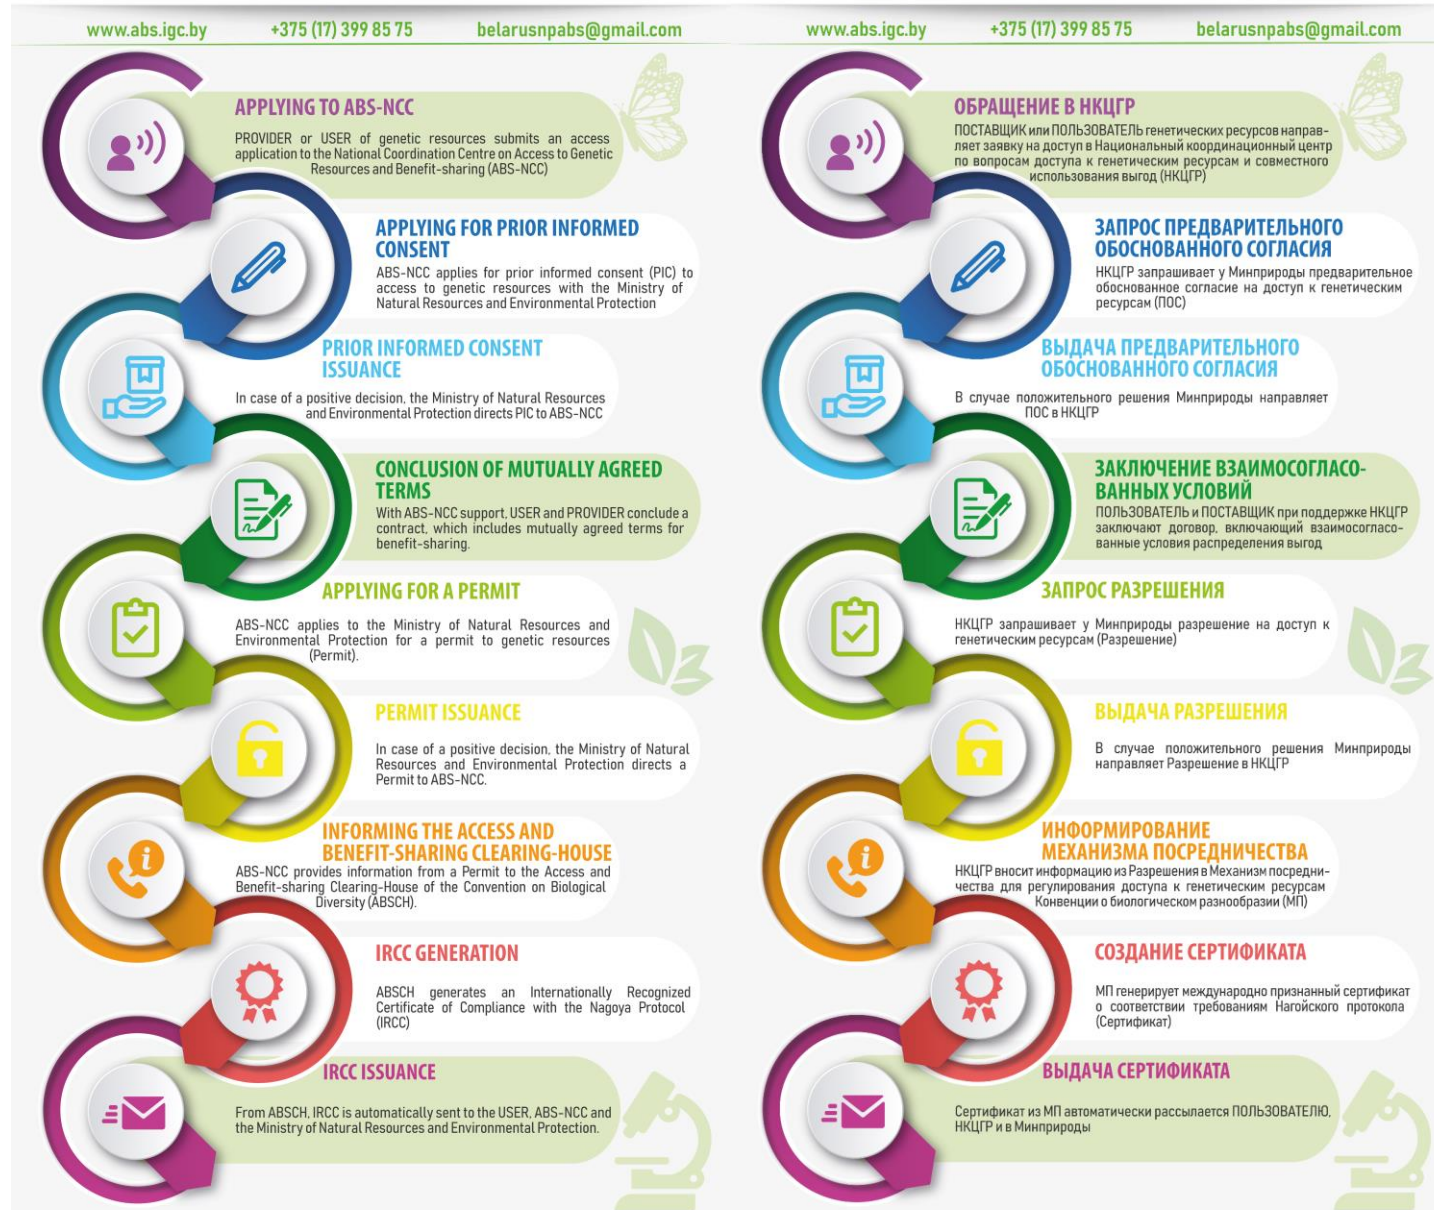 www.abs.igc.by +375 (17) 399 85 75 belarusnpabs@gmail.com
APPLYING TO ABS-NCC
PROVIDER or USER of genetic resources submits an access
application to the National Coordination Centre on Access to Genetic
Resources and Benefit-sharing (ABS-NCC)
APPLYING FOR PRIOR INFORMED
CONSENT
ABS-NCC applies for prior informed consent (PIC) to
access to genetic resources with the Ministry of
Natural Resources and Environmental Protection
PRIOR INFORMED CONSENT
ISSUANCE
In case of a positive decision, the Ministry of Natural Resources
and Environmental Protection directs PIC to ABS-NCC
CONCLUSION OF MUTUALLY AGREED
TERMS
With ABS-NCC support, USER and PROVIDER conclude a
contract, which includes mutually agreed terms for
benefit-sharing.
APPLYING FOR A PERMIT
ABS-NCC applies to the Ministry of Natural Resources and
Environmental Protection for a permit to genetic resources
(Permit).
PERMIT ISSUANCE
In case of a positive decision, the Ministry of Natural
Resources and Environmental Protection directs a
Permit to ABS-NCC.
INFORMING THE ACCESS AND
BENEFIT-SHARING CLEARING-HOUSE
ABS-NCC provides information from a Permit to the Access and
Benefit-sharing Clearing-House of the Convention on Biological
Diversity (ABSCH).
IRCC GENERATION
ABSCH generates an Internationally Recognized
Certificate of Compliance with the Nagoya Protocol
(IRCC)
IRCC ISSUANCE
From ABSCH, IRCC is automatically sent to the USER, ABS-NCC and
the Ministry of Natural Resources and Environmental Protection.
www.abs.igc.by +375 (17) 399 85 75 belarusnpabs@gmail.com
ОБРАЩЕНИЕ В НКЦГР
ПОСТАВЩИК или ПОЛЬЗОВАТЕЛЬ генетических ресурсов направ-
ляет заявку на доступ в Национальный координационный центр
по вопросам доступа к генетическим ресурсам и совместного
использования выгод (НКЦГР)
ЗАПРОС ПРЕДВАРИТЕЛЬНОГО
ОБОСНОВАННОГО СОГЛАСИЯ
НКЦГР запрашивает у Минприроды предварительное
обоснованное согласие на доступ к генетическим
ресурсам (ПОС)
ВЫДАЧА ПРЕДВАРИТЕЛЬНОГО
ОБОСНОВАННОГО СОГЛАСИЯ
В случае положительного решения Минприроды направляет
ПОС в НКЦГР
ЗАКЛЮЧЕНИЕ ВЗАИМОСОГЛАСО-
ВАННЫХ УСЛОВИЙ
ПОЛЬЗОВАТЕЛЬ и ПОСТАВЩИК при поддержке НКЦГР
заключают договор, включающий взаимосогласо-
ванные условия распределения выгод
ЗАПРОС РАЗРЕШЕНИЯ
НКЦГР запрашивает у Минприроды разрешение на доступ к
генетическим ресурсам (Разрешение)
ВЫДАЧА РАЗРЕШЕНИЯ
В случае положительного решения Минприроды
направляет Разрешение в НКЦГР
ИНФОРМИРОВАНИЕ
МЕХАНИЗМА ПОСРЕДНИЧЕСТВА
НКЦГР вносит информацию из Разрешения в Механизм посредни-
чества для регулирования доступа к генетическим ресурсам
Конвенции о биологическом разнообразии (МП)
СОЗДАНИЕ СЕРТИФИКАТА
МП генерирует международно признанный сертификат
о соответствии требованиям Нагойского протокола
(Сертификат)
ВЫДАЧА СЕРТИФИКАТА
Сертификат из МП автоматически рассылается ПОЛЬЗОВАТЕЛЮ,
НКЦГР и в Минприроды